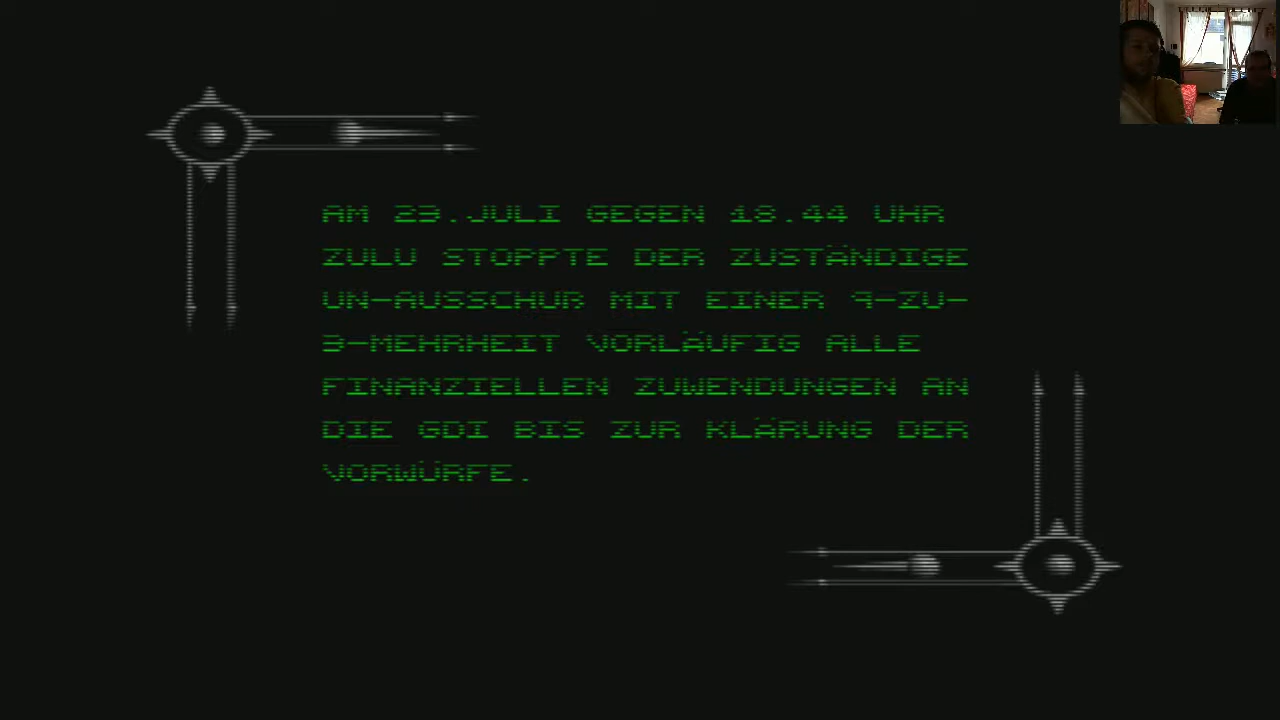 AM 23.JULI GEGEN 18.44 UHR
ZULU STOPPTE DER ZUSTÄNDIGE
UN-AUSSCHUR MIT EINER 9-ZU-
3-MEHRHEIT VORLÄUFIG ALLE
FINANZIELLEN ZUWENDUNGEN AN
DIE GDI BIS ZUR KLÄRUNG DER
VORWÜRFE.